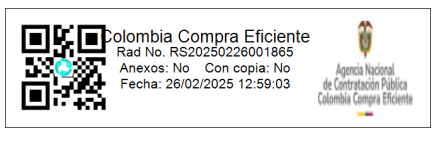 Colombia Compra Eficiente
Rad No. RS20250226001865
Anexos: No Con copia: No
Fecha: 26/02/2025 12:59:03
Agencia Nacional
de Contratación Pública
Colombia Compra Eficiente